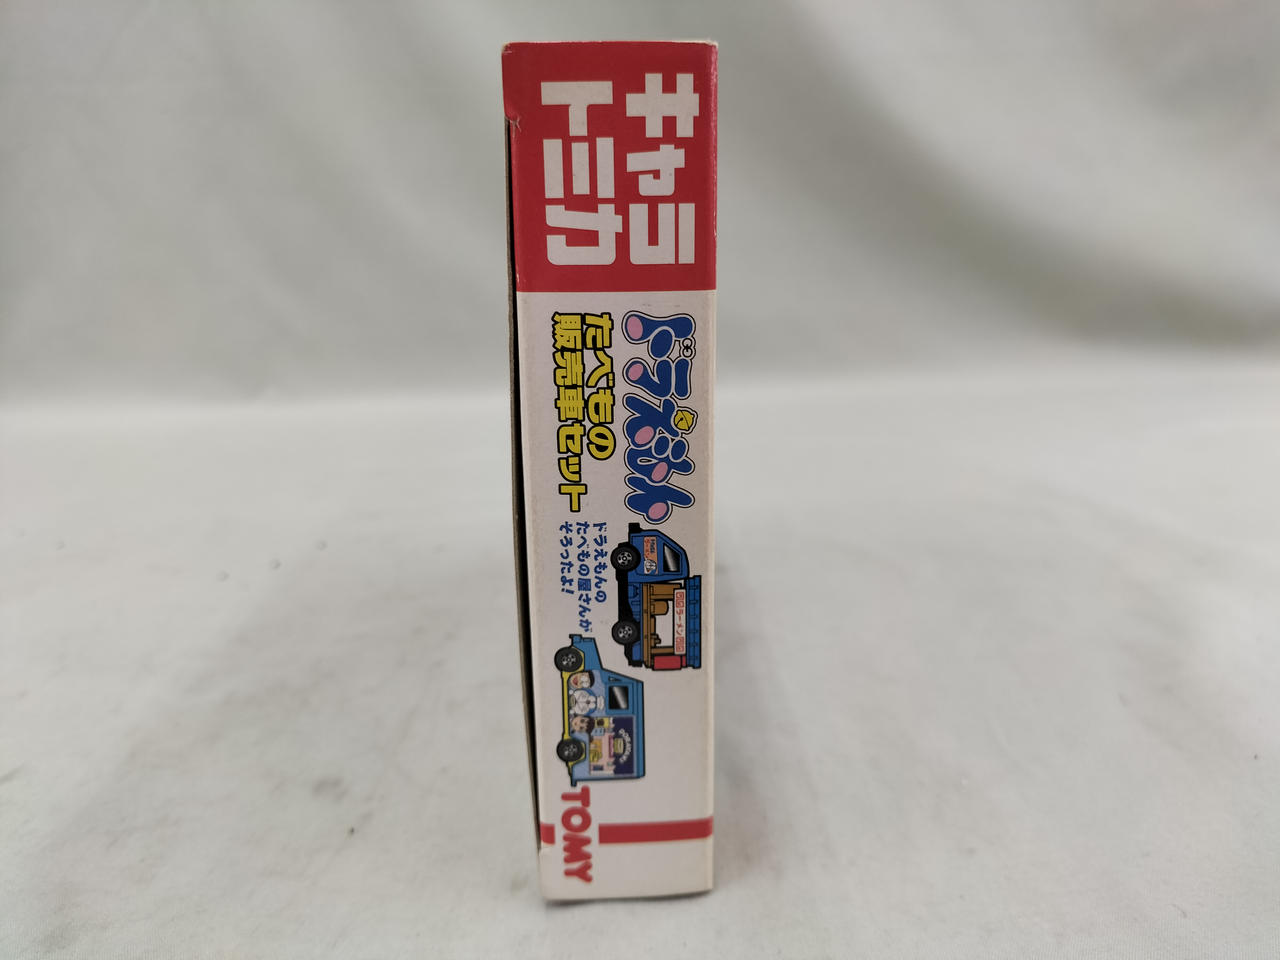 キャラ
トミカ
ドラえもん
たべもの
販売車セット
ドラえもんの
たべもの屋さんが
そろったよ!
ラーメン
TOMY